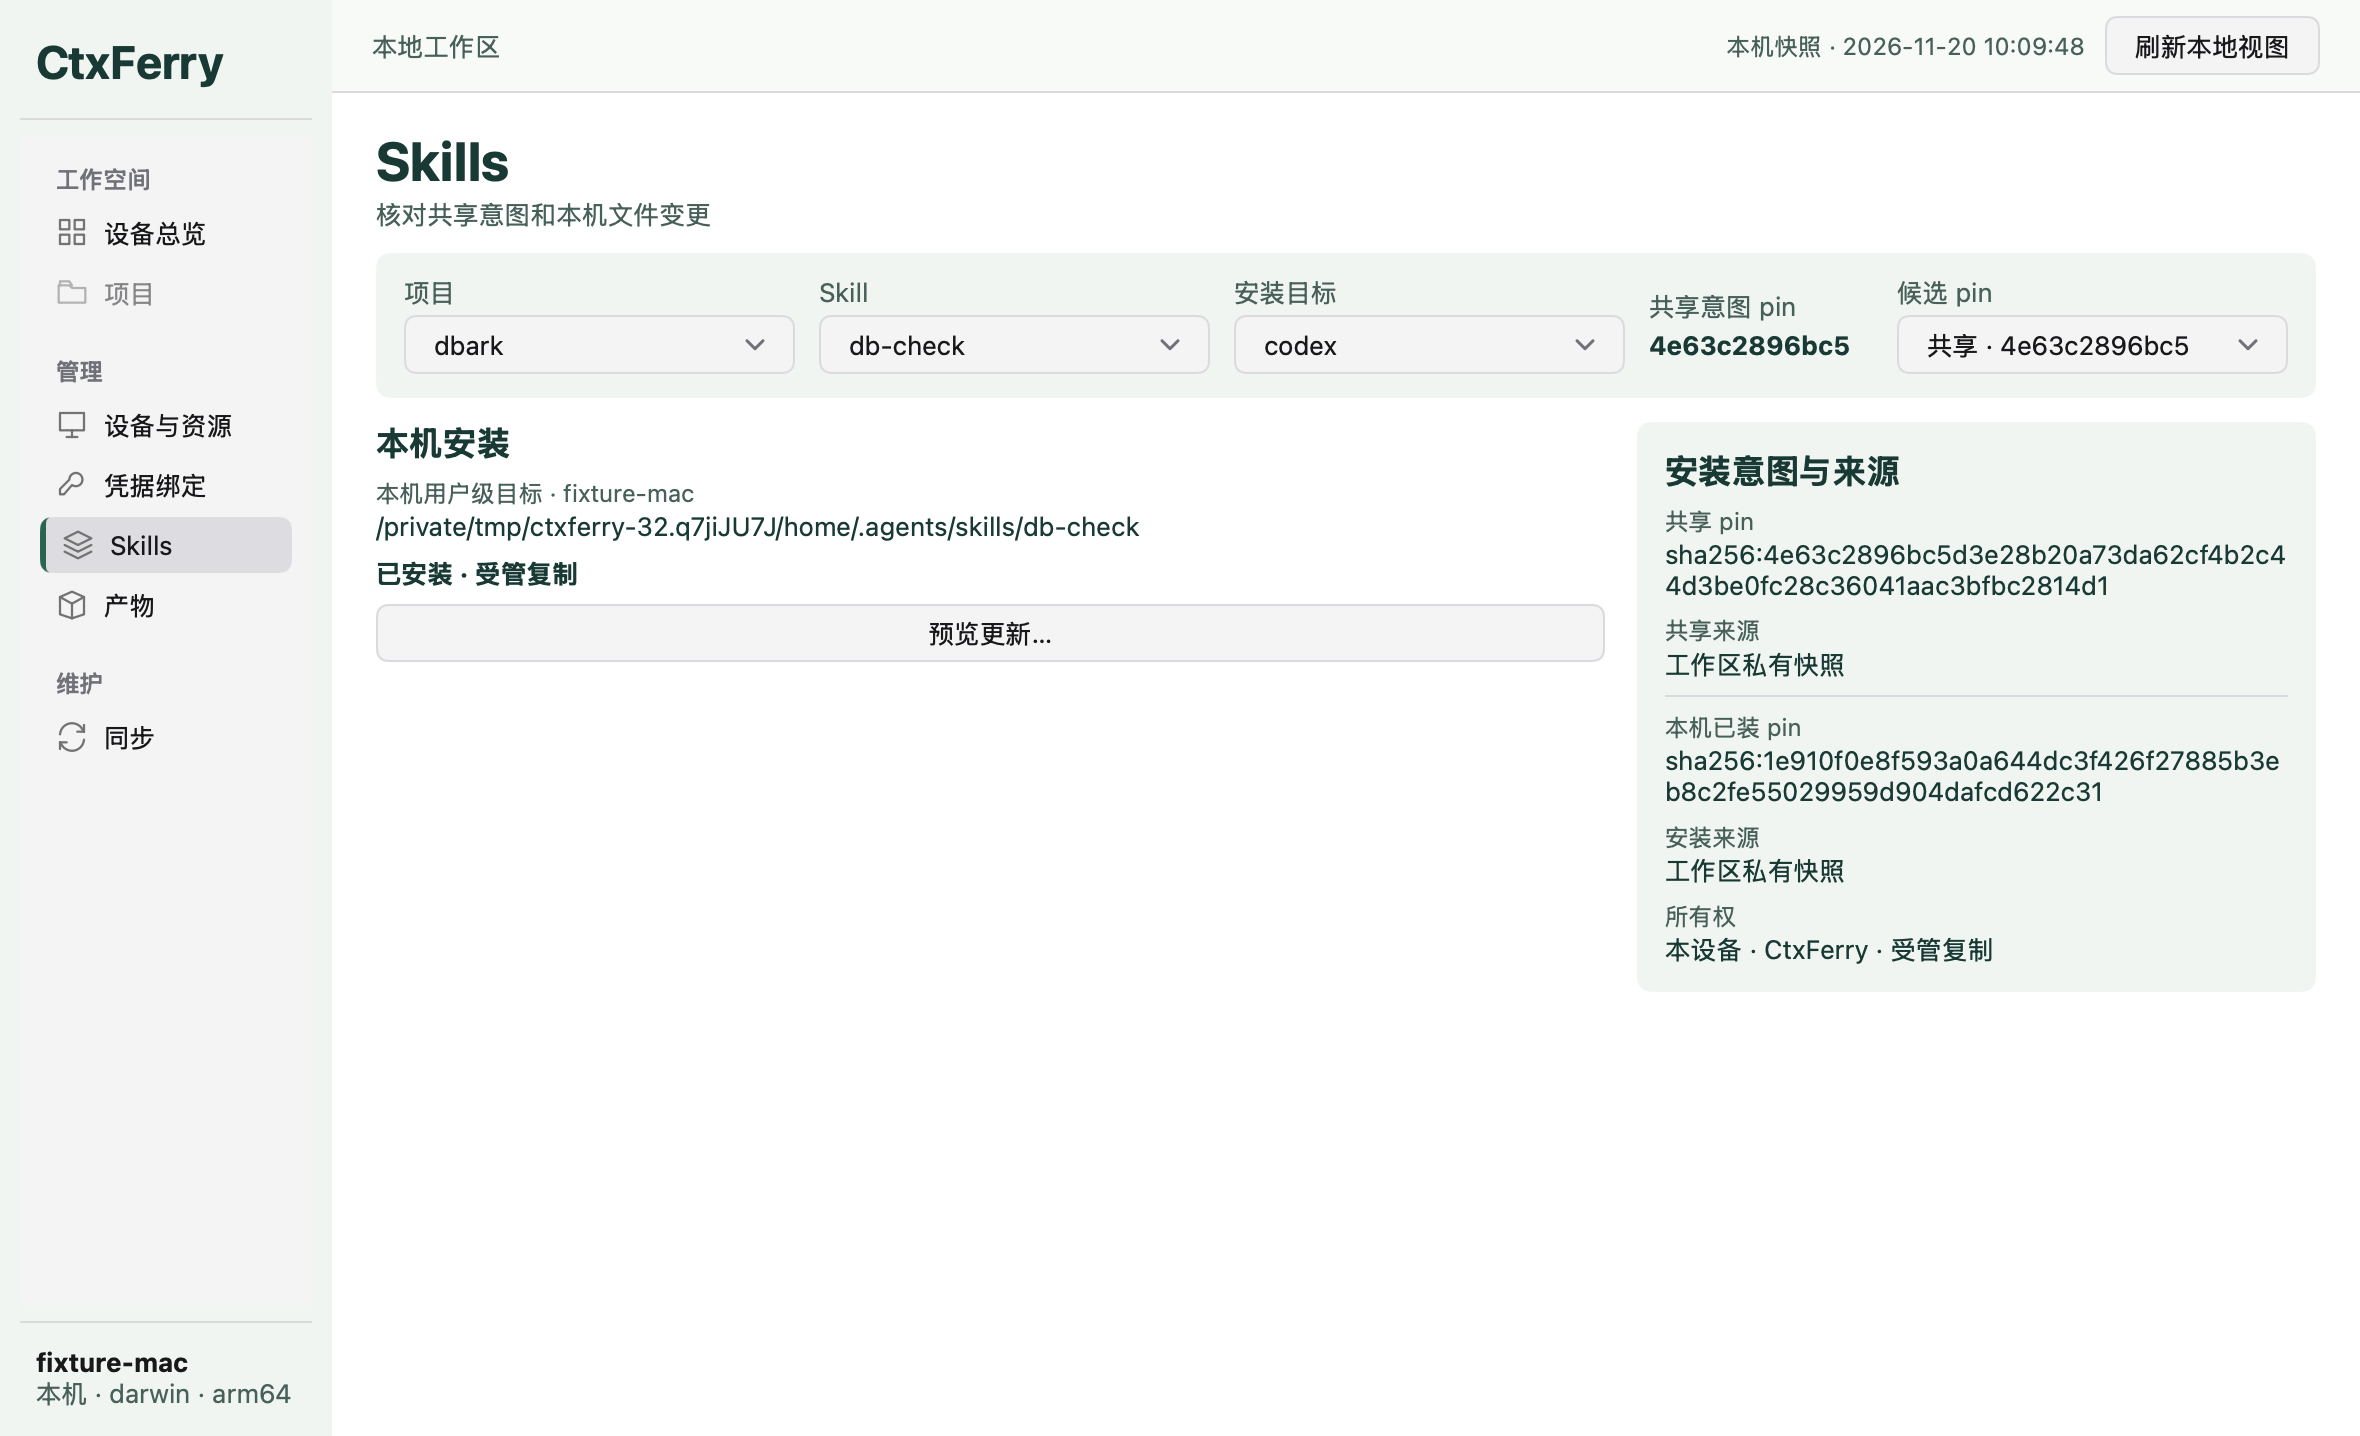 CtxFerry
工作空间
设备总览
项目
管理
设备与资源
凭据绑定
Skills
产物
维护
同步
fixture-mac
本机 · darwin · arm64
本地工作区
本机快照 · 2026-11-20 10:09:48
刷新本地视图
Skills
核对共享意图和本机文件变更
项目
dbark
Skill
db-check
安装目标
codex
共享意图 pin
4e63c2896bc5
候选 pin
共享 · 4e63c2896bc5
本机安装
本机用户级目标 · fixture-mac
/private/tmp/ctxferry-32.q7jiJU7J/home/.agents/skills/db-check
已安装 · 受管复制
预览更新...
安装意图与来源
共享 pin
sha256:4e63c2896bc5d3e28b20a73da62cf4b2c4
4d3be0fc28c36041aac3bfbc2814d1
共享来源
工作区私有快照
本机已装 pin
sha256:1e910f0e8f593a0a644dc3f426f27885b3e
b8c2fe55029959d904dafcd622c31
安装来源
工作区私有快照
所有权
本设备 · CtxFerry · 受管复制